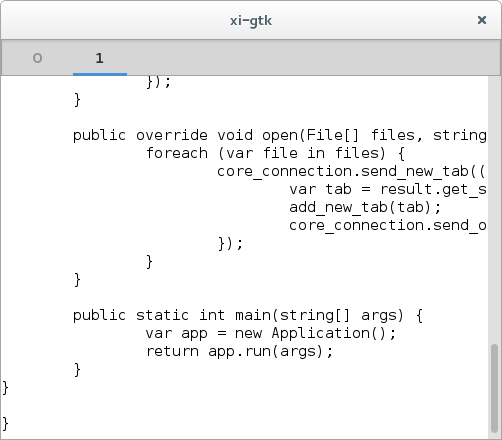 xi-gtk
×
0 1
});
}
public override void open(File[] files, string
foreach (var file in files) {
core_connection.send_new_tab((
var tab = result.get_s
add_new_tab(tab);
core_connection.send_o
});
}
}
public static int main(string[] args) {
var app = new Application();
return app.run(args);
}
}
}